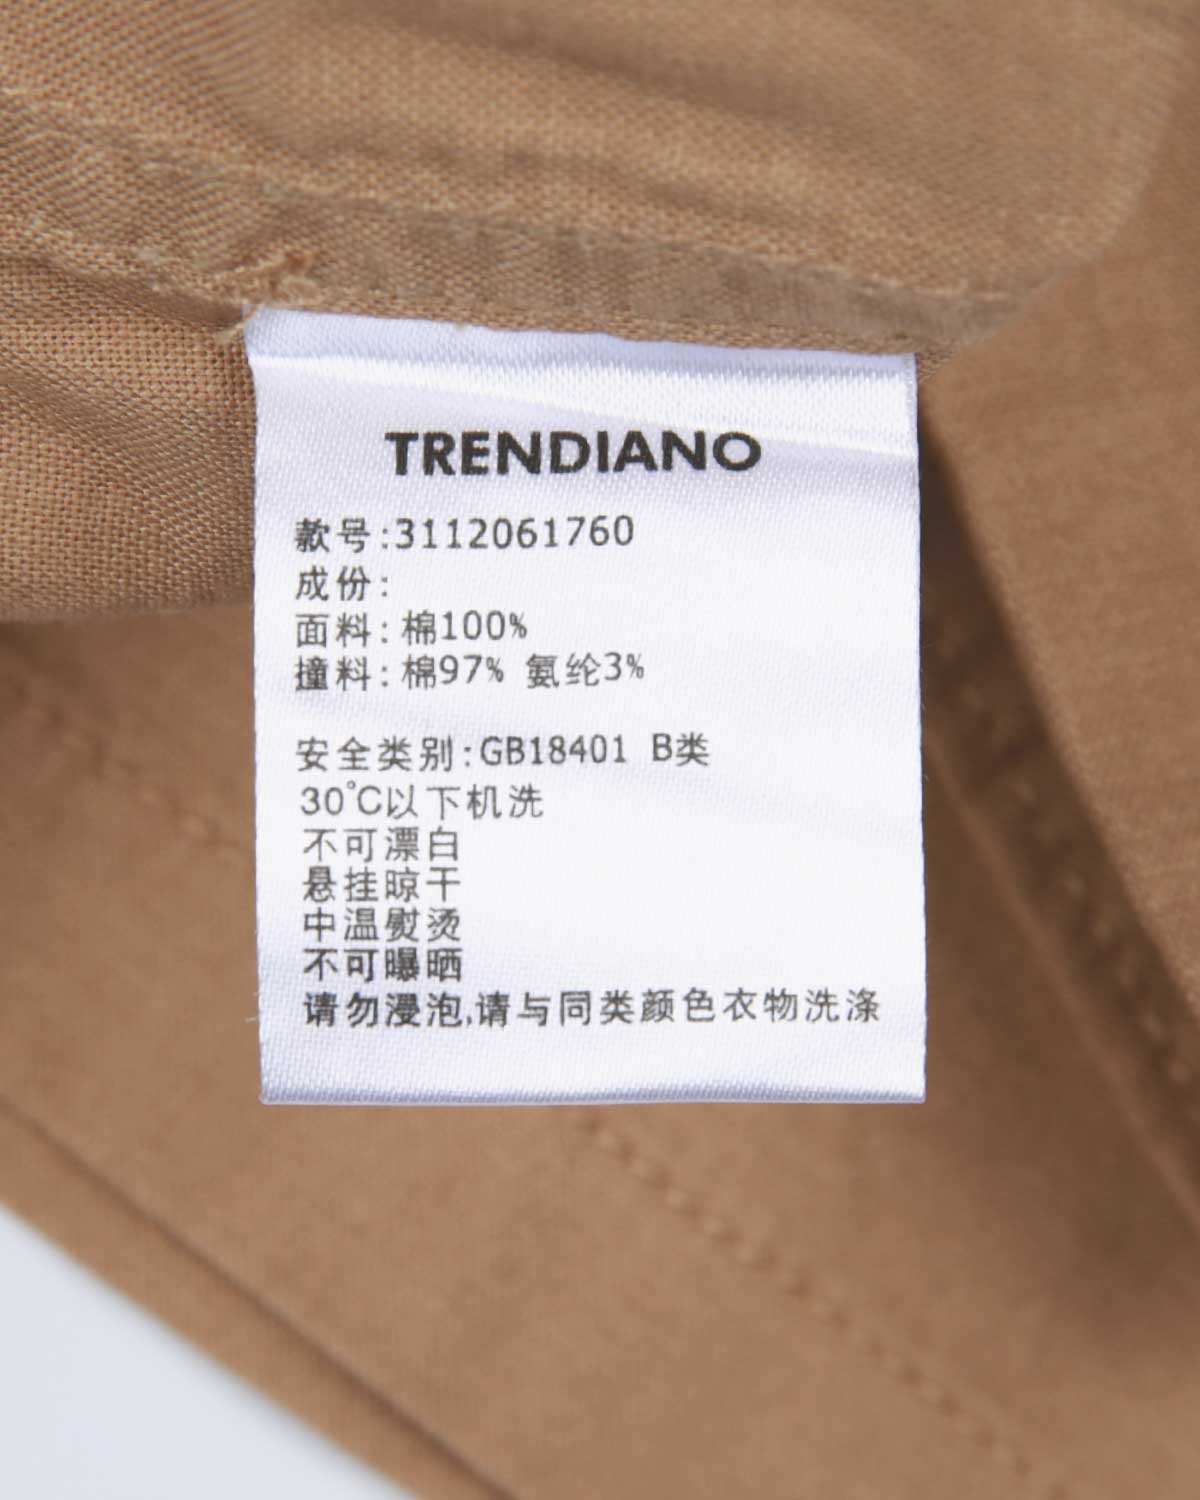 TRENDIANO
款号:3112061760
成份:
面料:棉100%
撞料:棉97% 氨纶3%
安全类别:GB18401 B类
30℃以下机洗
不可漂白
悬挂晾干
中温熨烫
不可曝晒
请勿浸泡,请与同类颜色衣物洗涤